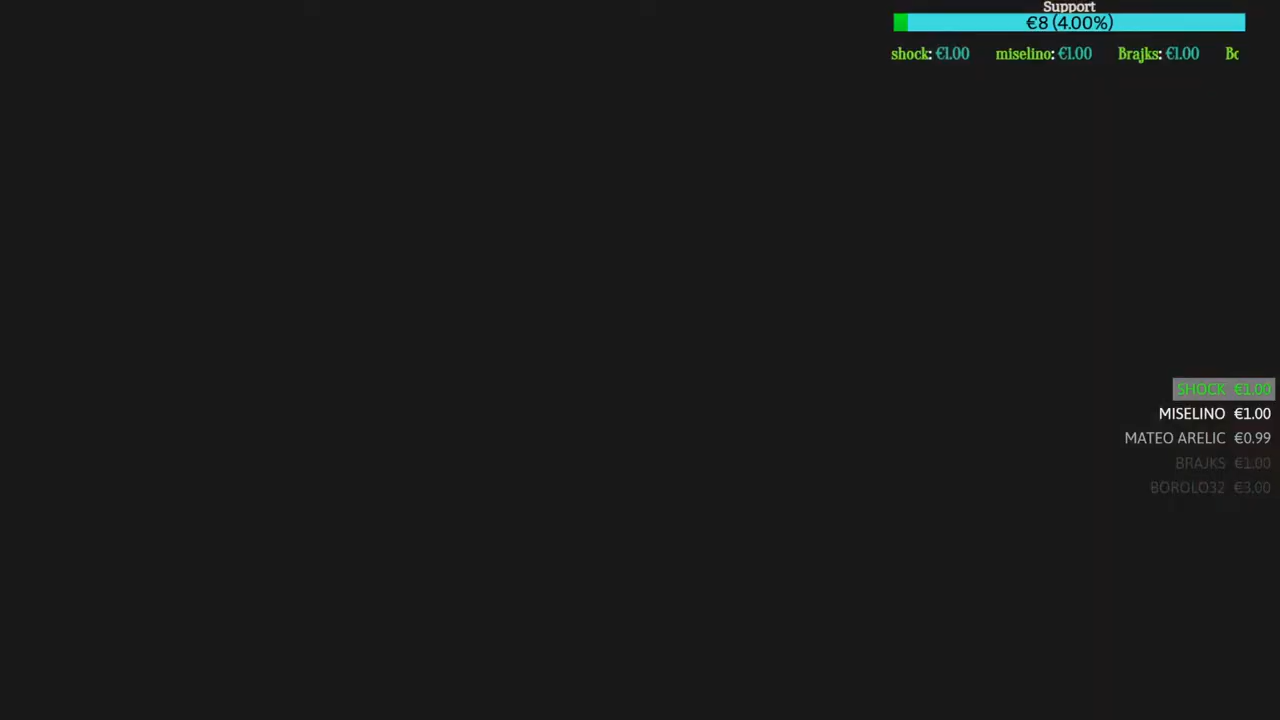 Support
€8 (4.00%)
shock: €1.00 miselino: €1.00 Brajks: €1.00 Bo
SHOCK €1.00
MISELINO €1.00
MATEO ARELIC €0.99
BRAJKS €1.00
BOROLO32 €3.00